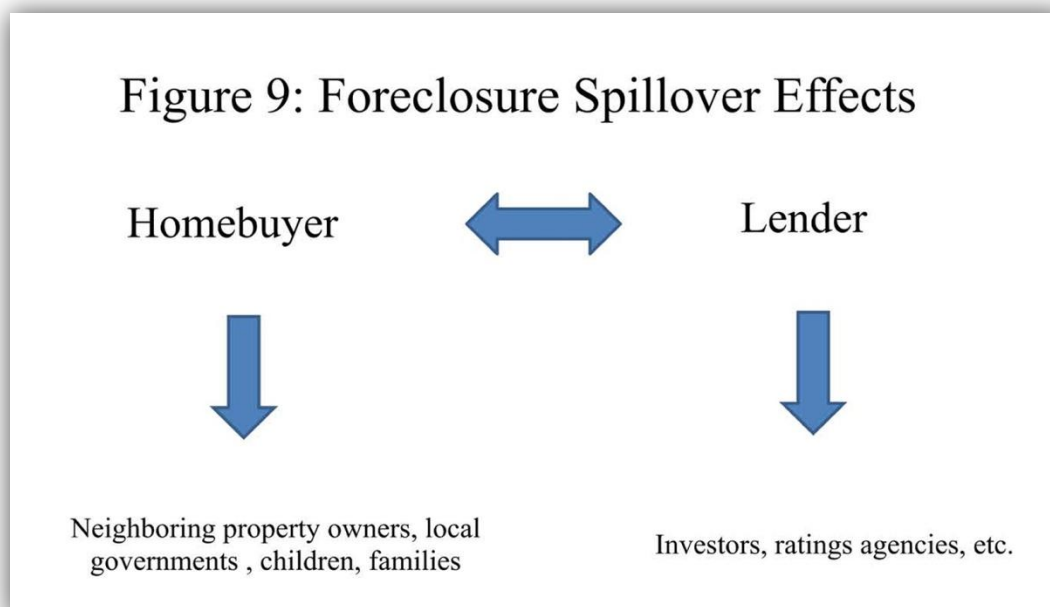 Figure 9: Foreclosure Spillover Effects
Homebuyer
Lender
Neighboring property owners, local
governments , children, families
Investors, ratings agencies, etc.